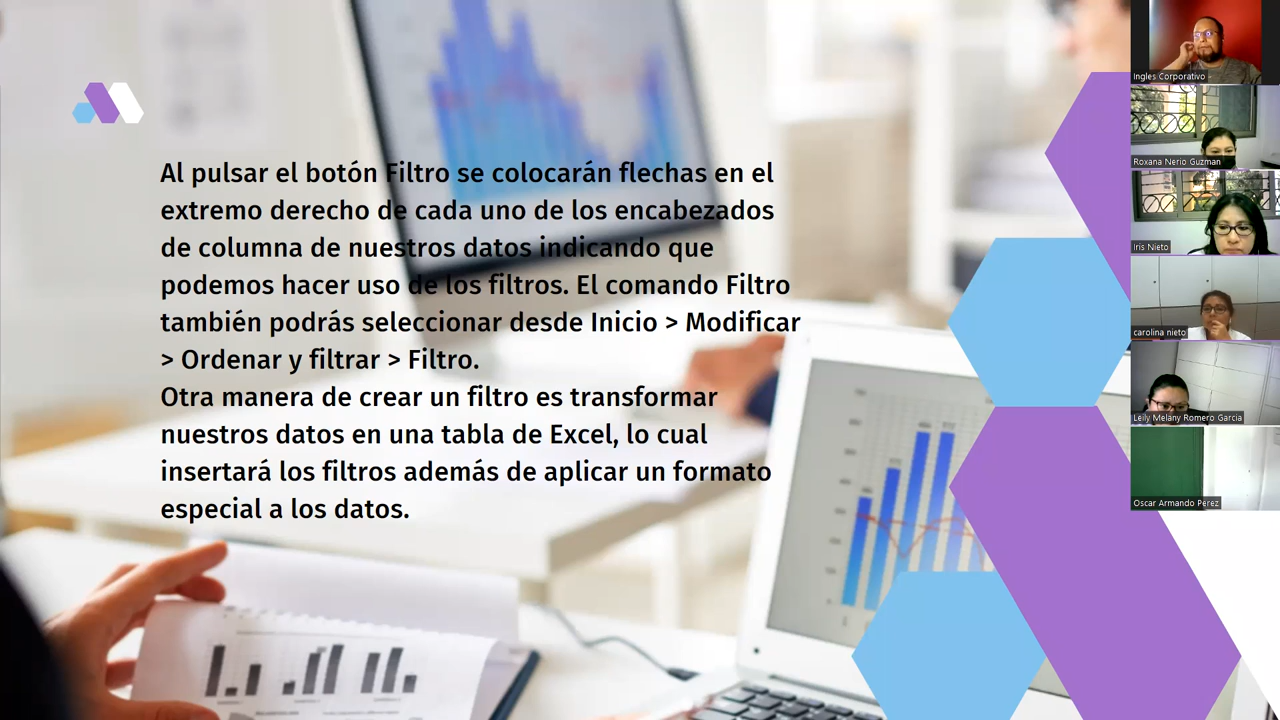 Al pulsar el botón Filtro se colocarán flechas en el
extremo derecho de cada uno de los encabezados
de columna de nuestros datos indicando que
podemos hacer uso de los filtros. El comando Filtro
también podrás seleccionar desde Inicio > Modificar
> Ordenar y filtrar > Filtro.
Otra manera de crear un filtro es transformar
nuestros datos en una tabla de Excel, lo cual
insertará los filtros además de aplicar un formato
especial a los datos.
Ingles Corporativo -
Roxana Nerio Guzman
Iris Nieto
carolina nieto
Leily Melany Romero Garcia
Oscar Armando Perez